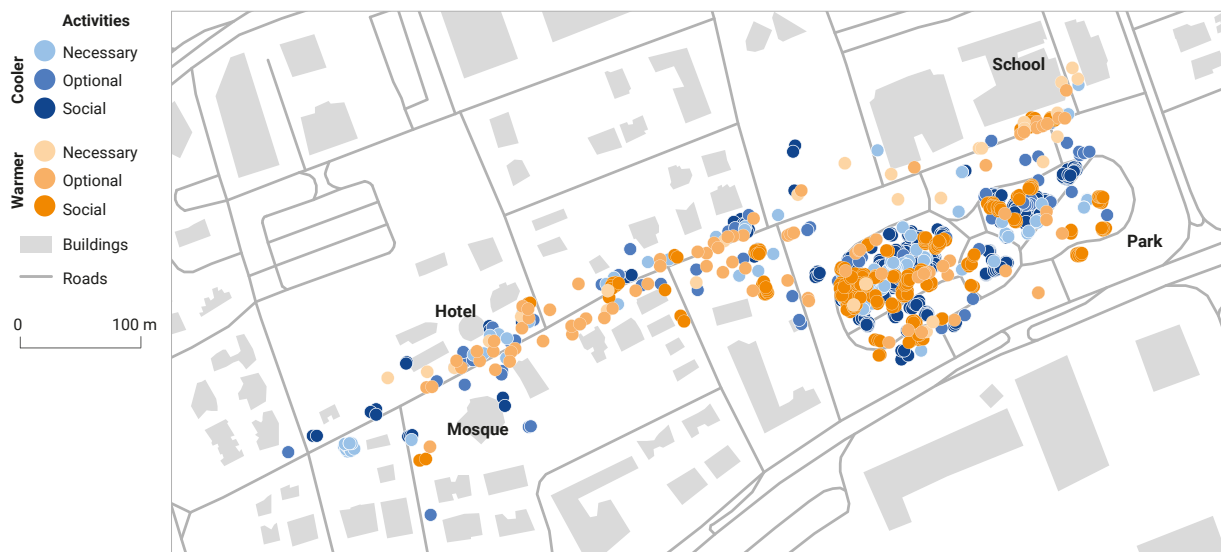 Activities
Cooler
Necessary
Optional
Social
Warmer
Necessary
Optional
Social
Buildings
Roads
0 100 m
School
Park
Hotel
Mosque